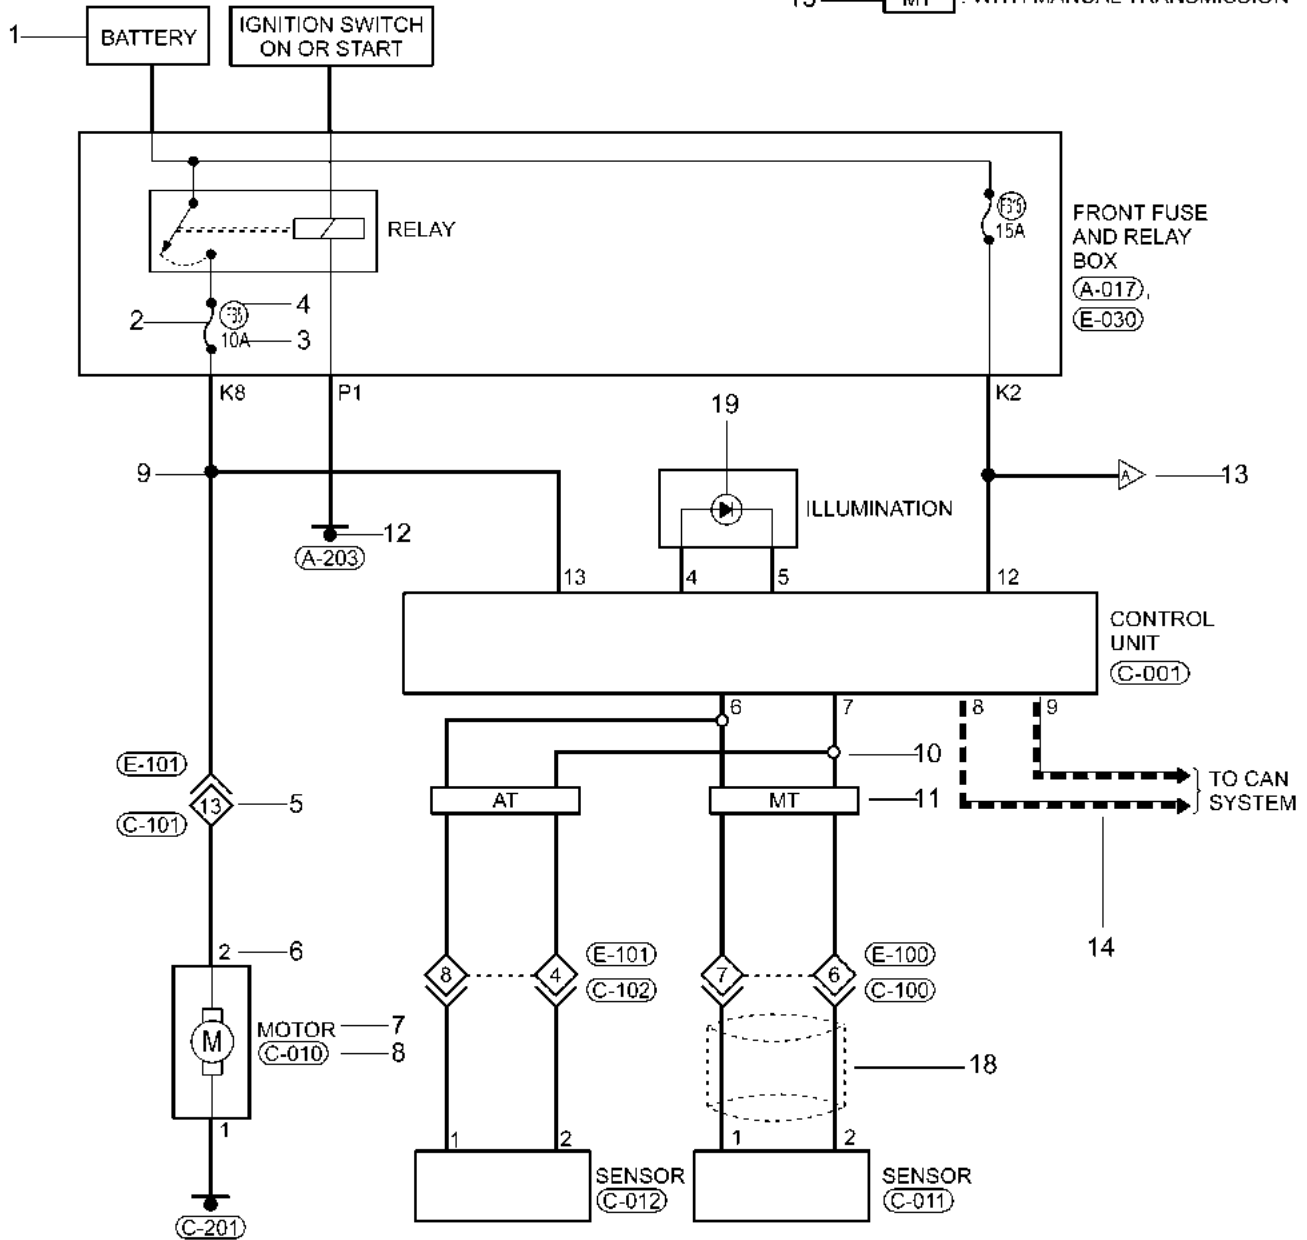 15 MT : WITH MANUAL TRANSMISSION
1 BATTERY
IGNITION SWITCH
ON OR START
RELAY
F615
15A
FRONT FUSE
AND RELAY
BOX
A-017,
E-030
2
4
10A
3
K8
P1
K2
19
9
A
13
ILLUMINATION
12
A-203
13
4
5
12
CONTROL
UNIT
C-001
6
7
8
9
10
E-101
13
5
C-101
AT
MT
11
TO CAN
SYSTEM
14
2
6
8
4
E-101
C-102
7
6
E-100
C-100
M
MOTOR
7
C-010
8
18
1
1
2
1
2
SENSOR
C-012
SENSOR
C-011
C-201